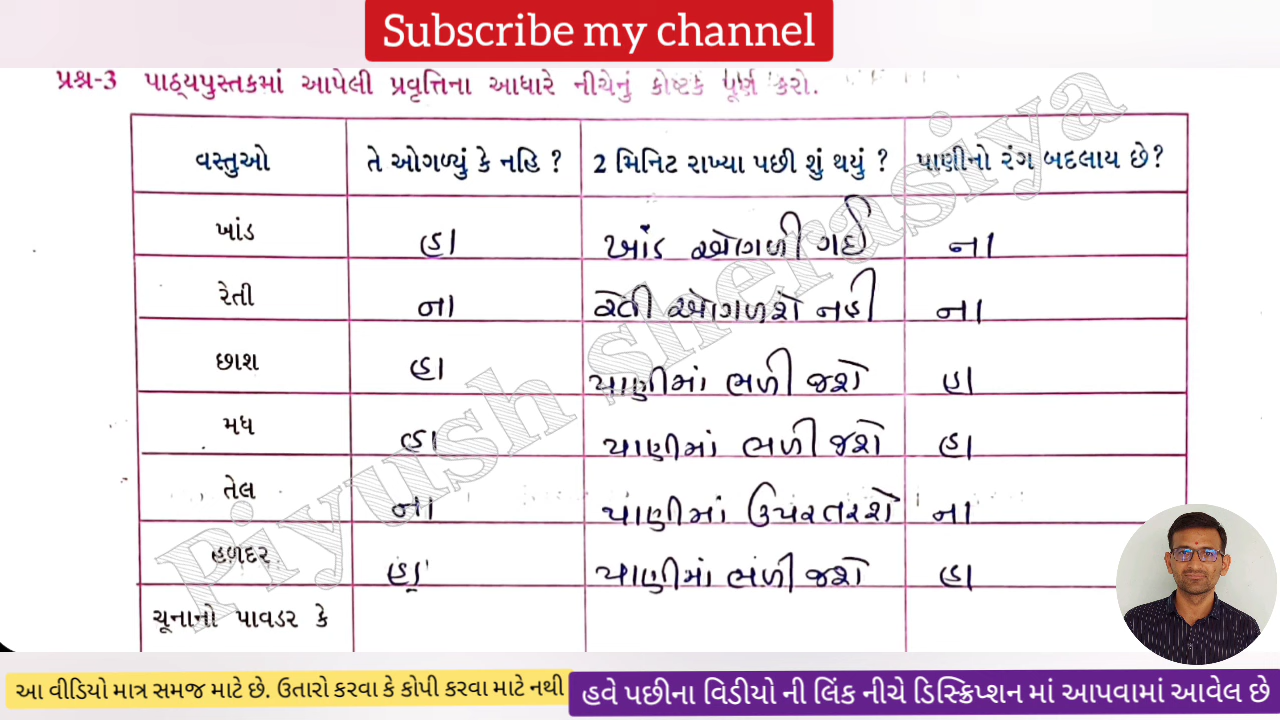 Subscribe my channel
પ્રશ્ન-3 પાઠ્યપુસ્તકમાં આપેલી પ્રવૃત્તિના આધારે નીચેનું કોષ્ટક પૂર્ણ કરો.
વસ્તુઓ તે ઓગળ્યું કે નહિ ? 2 મિનિટ રાખ્યા પછી શું થયું ? પાણીનો રંગ બદલાય છે?
ખાંડ હા ખાંડ ઓગળી ગઈ ના
રેતી ના રેતી ઓગળશે નહી ના
છાશ હા પાણીમાં ભળી જશે હા
મધ હા પાણીમાં ભળી જશે હા
તેલ ના પાણીમાં ઉપર તરશે ના
હળદર હા પાણીમાં ભળી જશે હા
ચૂનાનો પાવડર કે
Piyush sherasiya
આ વીડિયો માત્ર સમજ માટે છે. ઉતારો કરવા કે કોપી કરવા માટે નથી
હવે પછીના વિડીયો ની લિંક નીચે ડિસ્ક્રિપ્શન માં આપવામાં આવેલ છે